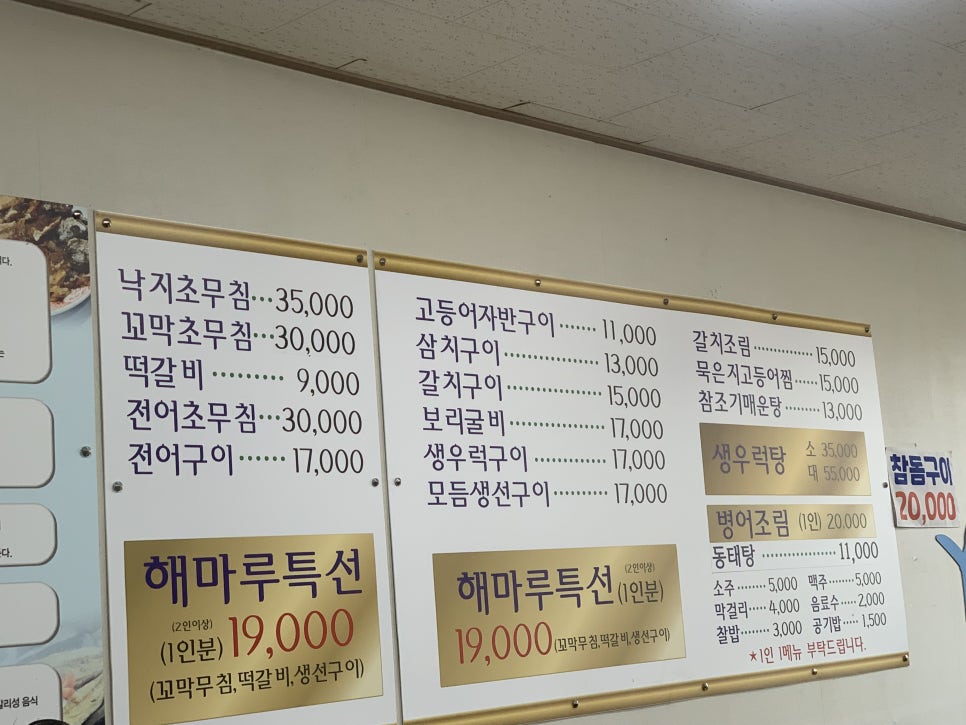 낙지초무침···35,000
꼬막초무침···30,000
떡갈비·········9,000
전어초무침···30,000
전어구이······17,000
해마루특선
(2인이상)
(1인분) 19,000
(꼬막무침,떡갈비,생선구이)
고등어자반구이·······11,000
삼치구이··················13,000
갈치구이··················15,000
보리굴비··················17,000
생우럭구이···············17,000
모듬생선구이············17,000
(2인이상)
해마루특선(1인분)
19,000(꼬막무침,떡갈비,생선구이)
갈치조림···············15,000
묵은지고등어찜······15,000
참조기매운탕·········13,000
생우럭탕 소 35,000
대 55,000
병어조림 (1인) 20,000
동태탕··················11,000
소주······5,000 맥주·······5,000
막걸리·····4,000 음료수·····2,000
찰밥········3,000 공기밥·····1,500
★1인 1메뉴 부탁드립니다.
참돔구이
20,000
다.
는
다.
갈리성 음식